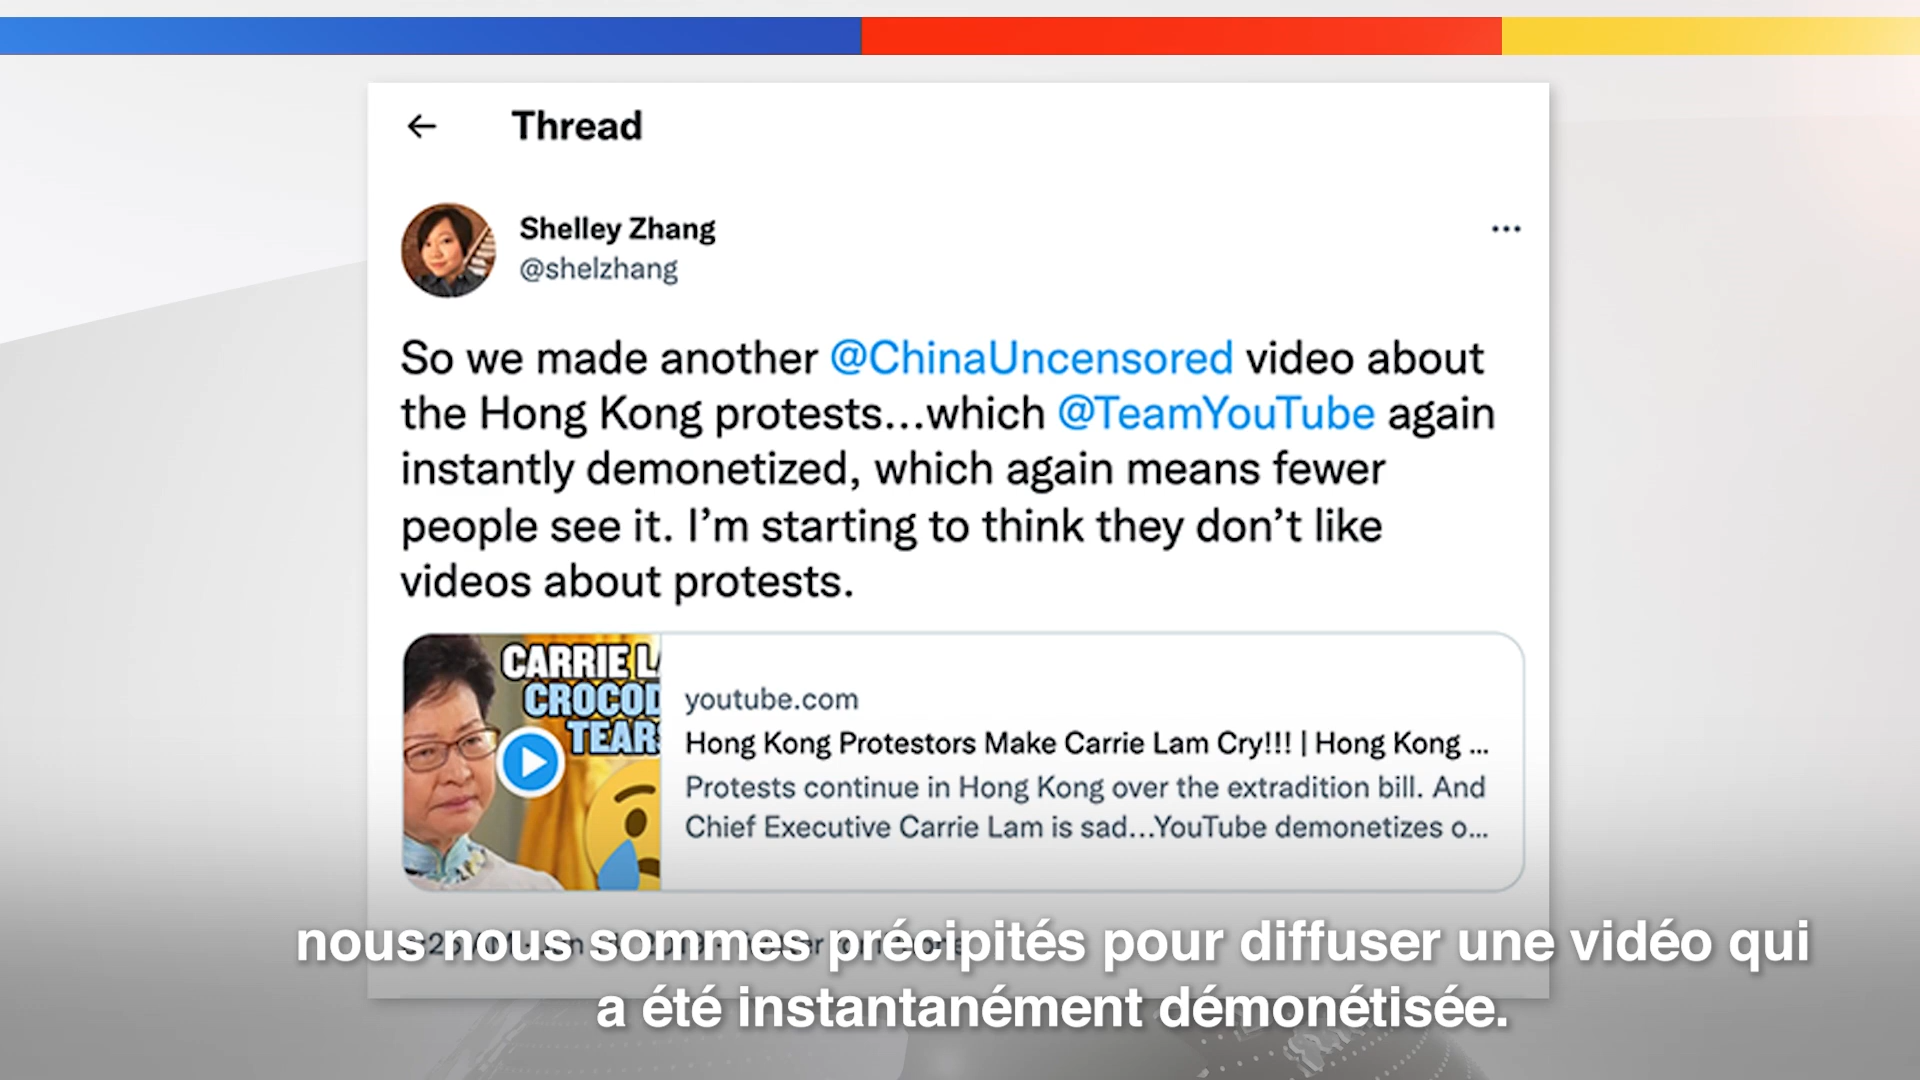 Thread
Shelley Zhang
@shelzhang
So we made another @ChinaUncensored video about
the Hong Kong protests...which @TeamYouTube again
instantly demonetized, which again means fewer
people see it. I’m starting to think they don’t like
videos about protests.
CARRIE
CROCOD
TEAR
youtube.com
Hong Kong Protestors Make Carrie Lam Cry!!! | Hong Kong ...
Protests continue in Hong Kong over the extradition bill. And
Chief Executive Carrie Lam is sad...YouTube demonetizes o...
nous nous sommes précipités pour diffuser une vidéo qui
a été instantanément démonétisée.